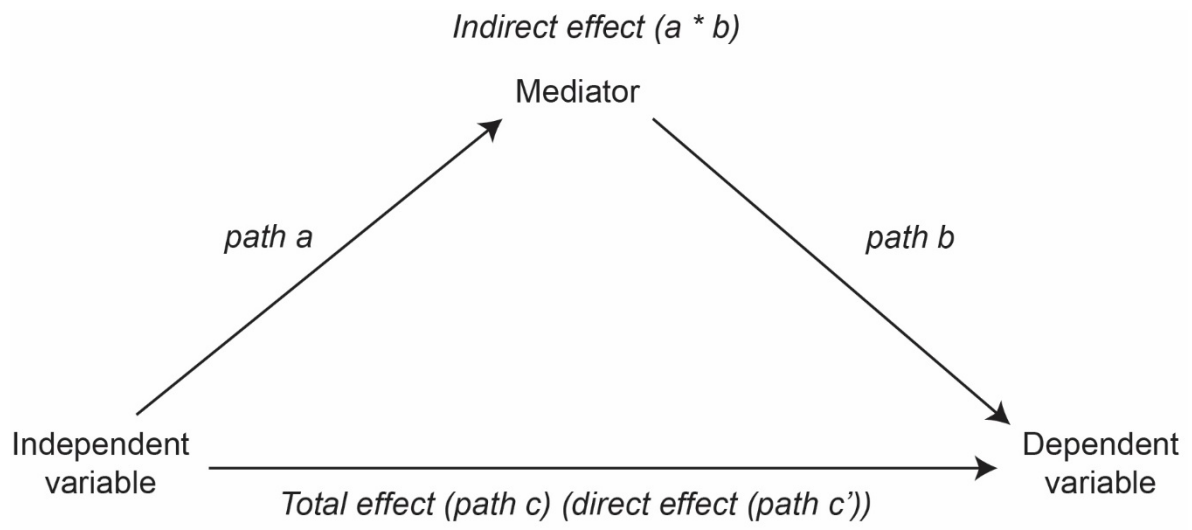 Indirect effect (a * b)
Mediator
path a
path b
Independent
variable
Dependent
variable
Total effect (path c) (direct effect (path c’))